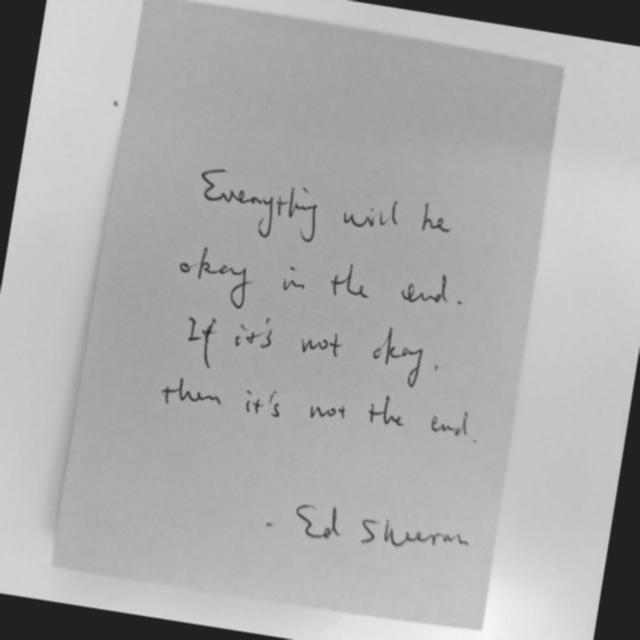 Everything will be
okay in the end.
If it's not okay.
then it's not the end.
- Ed Sheeran